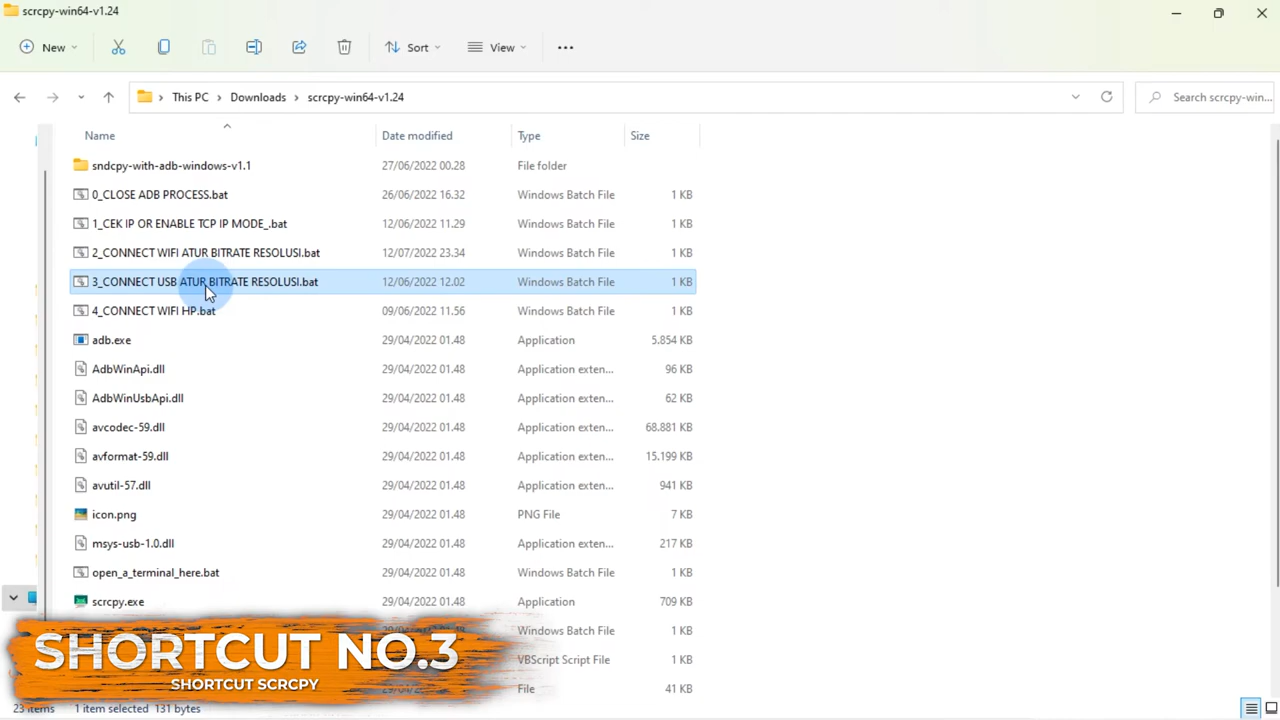 scrcpy-win64-v1.24
New
Sort
View
This PC > Downloads > scrcpy-win64-v1.24
Search scrcpy-win...
Name Date modified Type Size
sndcpy-with-adb-windows-v1.1 27/06/2022 00.28 File folder
0_CLOSE ADB PROCESS.bat 26/06/2022 16.32 Windows Batch File 1 KB
1_CEK IP OR ENABLE TCP IP MODE_.bat 12/06/2022 11.29 Windows Batch File 1 KB
2_CONNECT WIFI ATUR BITRATE RESOLUSI.bat 12/07/2022 23.34 Windows Batch File 1 KB
3_CONNECT USB ATUR BITRATE RESOLUSI.bat 12/06/2022 12.02 Windows Batch File 1 KB
4_CONNECT WIFI HP.bat 09/06/2022 11.56 Windows Batch File 1 KB
adb.exe 29/04/2022 01.48 Application 5.854 KB
AdbWinApi.dll 29/04/2022 01.48 Application exten... 96 KB
AdbWinUsbApi.dll 29/04/2022 01.48 Application exten... 62 KB
avcodec-59.dll 29/04/2022 01.48 Application exten... 68.881 KB
avformat-59.dll 29/04/2022 01.48 Application exten... 15.199 KB
avutil-57.dll 29/04/2022 01.48 Application exten... 941 KB
icon.png 29/04/2022 01.48 PNG File 7 KB
msys-usb-1.0.dll 29/04/2022 01.48 Application exten... 217 KB
open_a_terminal_here.bat 29/04/2022 01.48 Windows Batch File 1 KB
scrcpy.exe 29/04/2022 01.48 Application 709 KB
Windows Batch File 1 KB
VBScript Script File 1 KB
File 41 KB
SHORTCUT NO.3
SHORTCUT SCRCPY
23 items 1 item selected 131 bytes